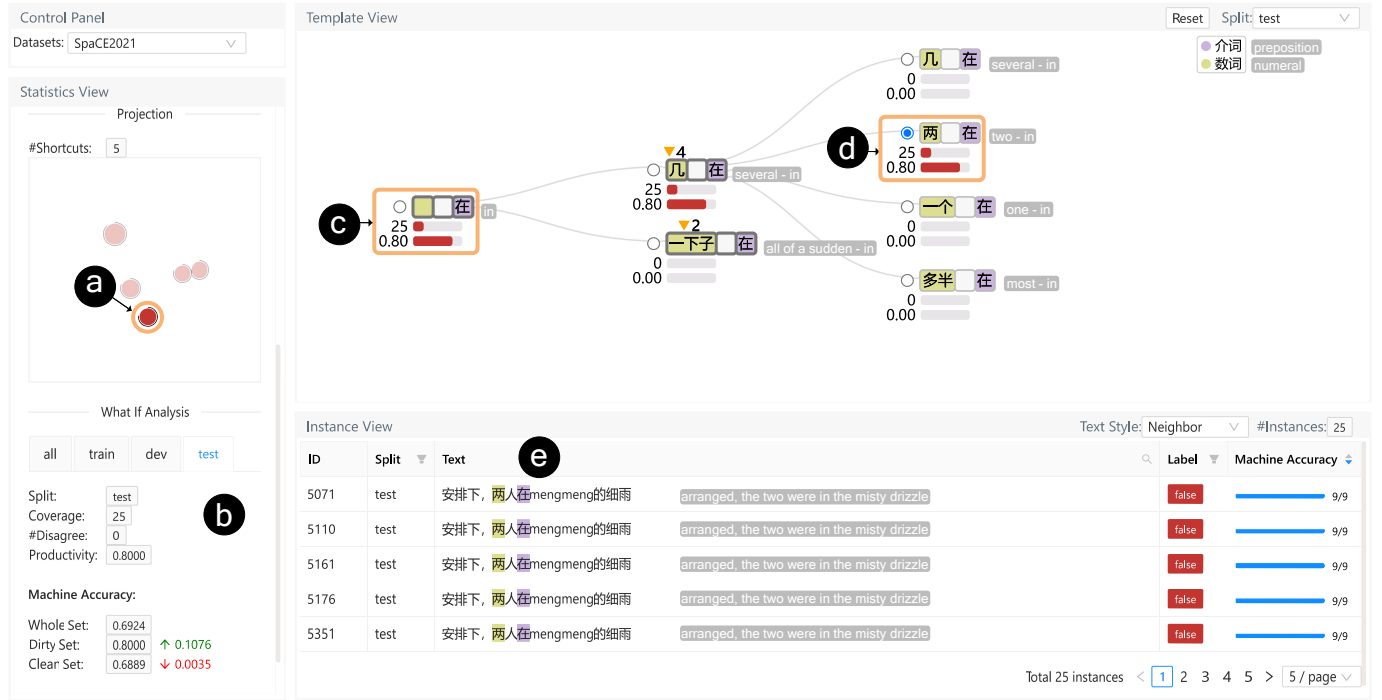 Control Panel
Datasets: SpaCE2021
Statistics View
Projection
#Shortcuts: 5
a
What If Analysis
all train dev test
Split: test
Coverage: 25
#Disagree: 0
Productivity: 0.8000
b
Machine Accuracy:
Whole Set: 0.6924
Dirty Set: 0.8000 ↑ 0.1076
Clean Set: 0.6889 ↓ 0.0035
Template View
Reset Split: test
介词 preposition
数词 numeral
c
在 in
25
0.80
4
几 在 several - in
25
0.80
2
一下子 在 all of a sudden - in
0
0.00
几 在 several - in
0
0.00
d
两 在 two - in
25
0.80
一个 在 one - in
0
0.00
多半 在 most - in
0
0.00
Instance View
Text Style: Neighbor #Instances: 25
ID Split Text e Label Machine Accuracy
5071 test 安排下，两人在mengmeng的细雨 arranged, the two were in the misty drizzle false 9/9
5110 test 安排下，两人在mengmeng的细雨 arranged, the two were in the misty drizzle false 9/9
5161 test 安排下，两人在mengmeng的细雨 arranged, the two were in the misty drizzle false 9/9
5176 test 安排下，两人在mengmeng的细雨 arranged, the two were in the misty drizzle false 9/9
5351 test 安排下，两人在mengmeng的细雨 arranged, the two were in the misty drizzle false 9/9
Total 25 instances < 1 2 3 4 5 > 5 / page